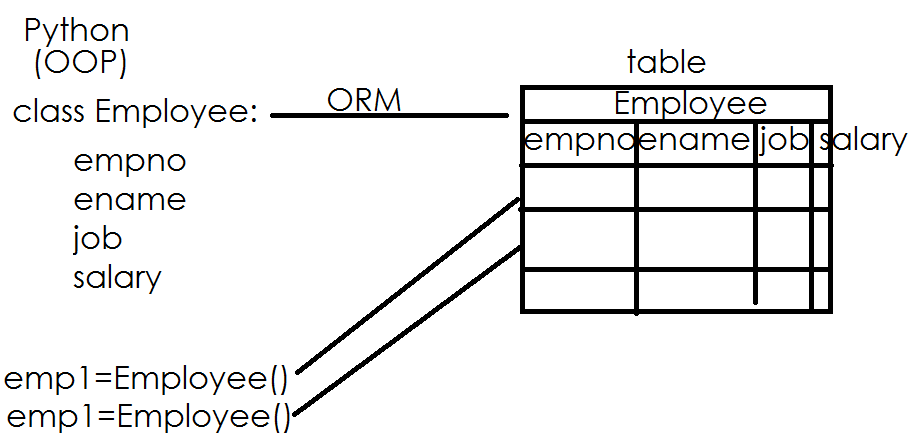 Python
(OOP)
class Employee:
empno
ename
job
salary
ORM
table
Employee
empno ename job salary
emp1=Employee()
emp1=Employee()